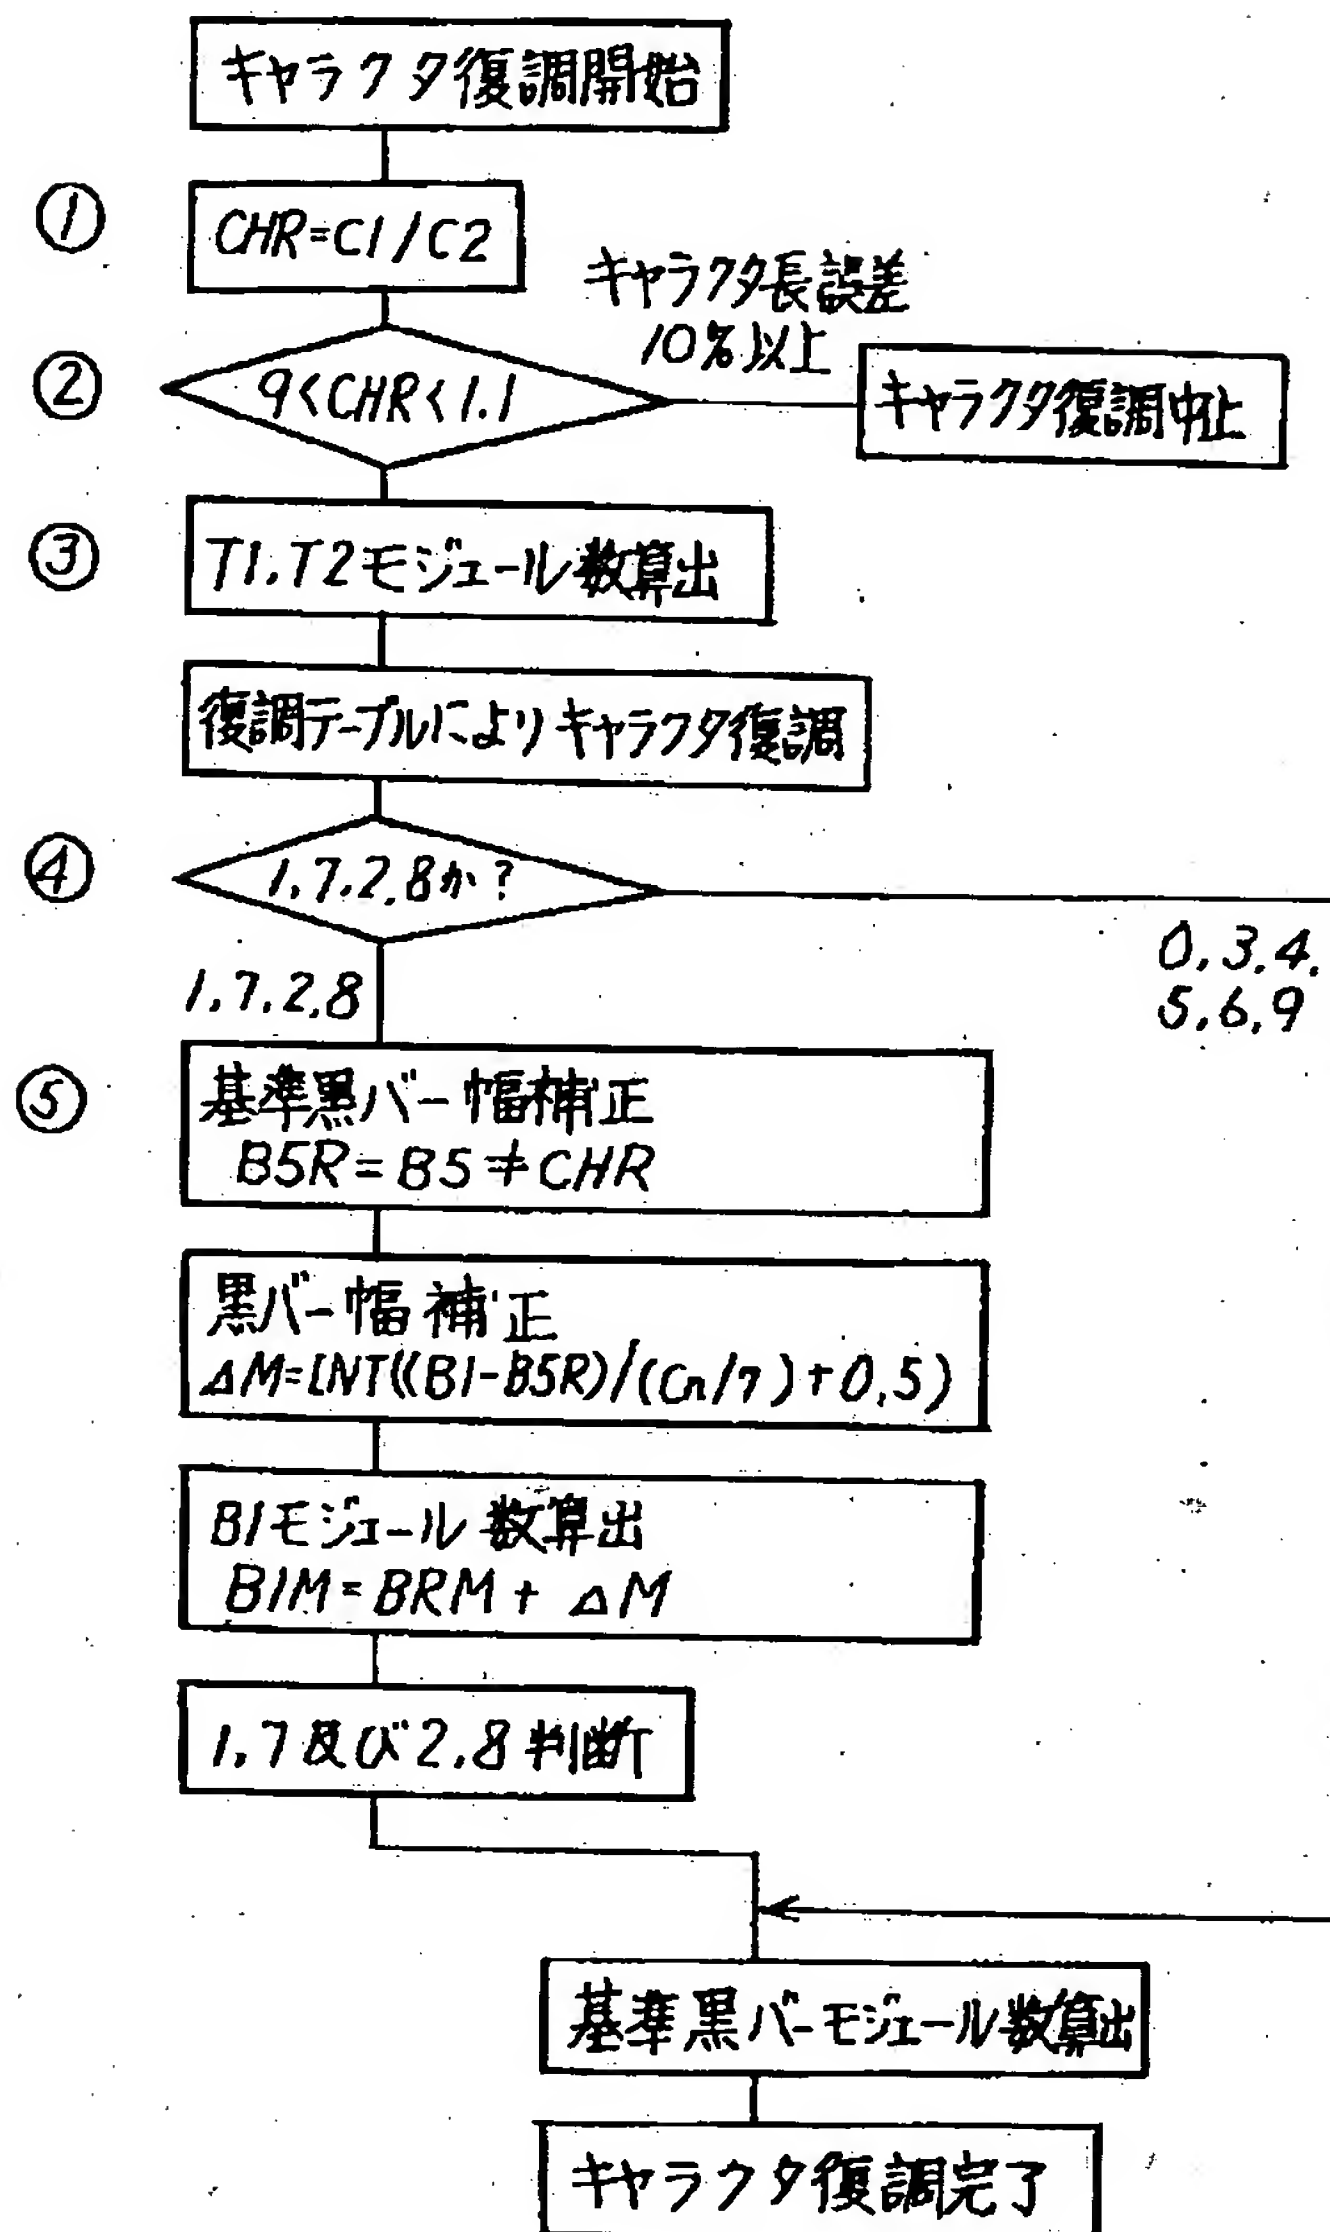 キャラクタ復調開始
①
CHR=C1/C2
キャラクタ長誤差
10%以上
②
9<CHR<1.1
キャラクタ復調中止
③
T1,T2モジュール数算出
復調テーブルによりキャラクタ復調
④
1,7,2,8か?
0,3,4,
5,6,9
1,7,2,8
⑤
基準黒バー幅補正
B5R=B5≠CHR
黒バー幅補正
ΔM=INT((B1-B5R)/(Cn/7)+0,5)
B1モジュール数算出
B1M=BRM+ΔM
1,7及び2,8判断
基準黒バーモジュール数算出
キャラクタ復調完了